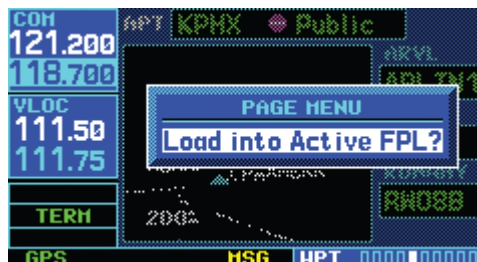 COM
121.200
118.700
VLOC
111.50
111.75
TERM
GPS
APT KPHX Public
ARVL
PAGE MENU
Load into Active FPL?
200
MSG WPT